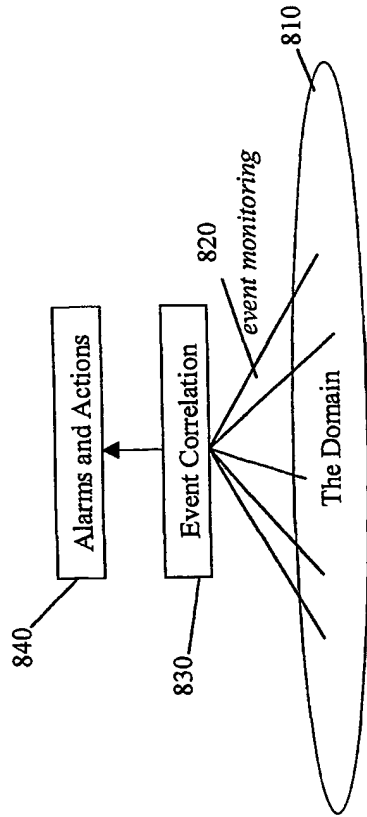 840
Alarms and Actions
830
Event Correlation
820
event monitoring
The Domain
810